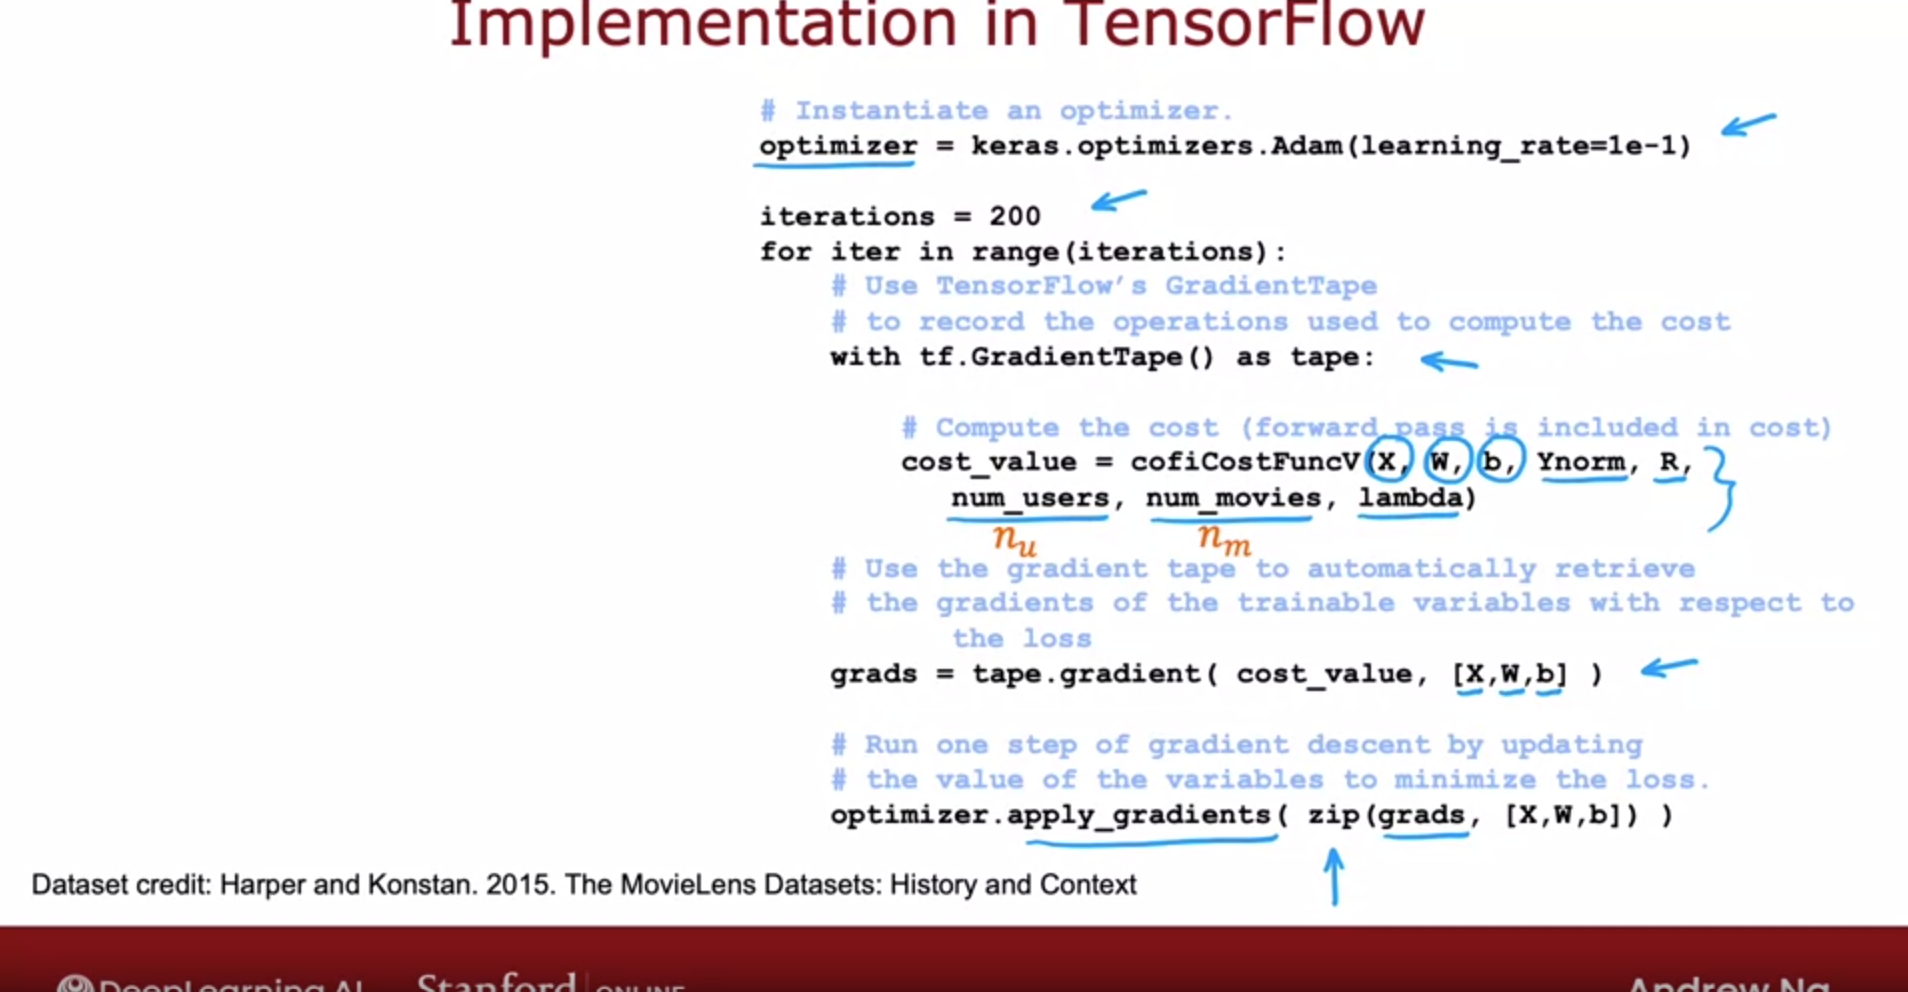 Implementation in TensorFlow
# Instantiate an optimizer.
optimizer = keras.optimizers.Adam(learning_rate=1e-1)
iterations = 200
for iter in range(iterations):
# Use TensorFlow’s GradientTape
# to record the operations used to compute the cost
with tf.GradientTape() as tape:
# Compute the cost (forward pass is included in cost)
cost_value = cofiCostFuncV(X, W, b, Ynorm, R,
num_users, num_movies, lambda)
nu nm
# Use the gradient tape to automatically retrieve
# the gradients of the trainable variables with respect to
the loss
grads = tape.gradient( cost_value, [X,W,b] )
# Run one step of gradient descent by updating
# the value of the variables to minimize the loss.
optimizer.apply_gradients( zip(grads, [X,W,b]) )
Dataset credit: Harper and Konstan. 2015. The MovieLens Datasets: History and Context
DeepLearning.AI Stanford ONLINE Andrew Ng